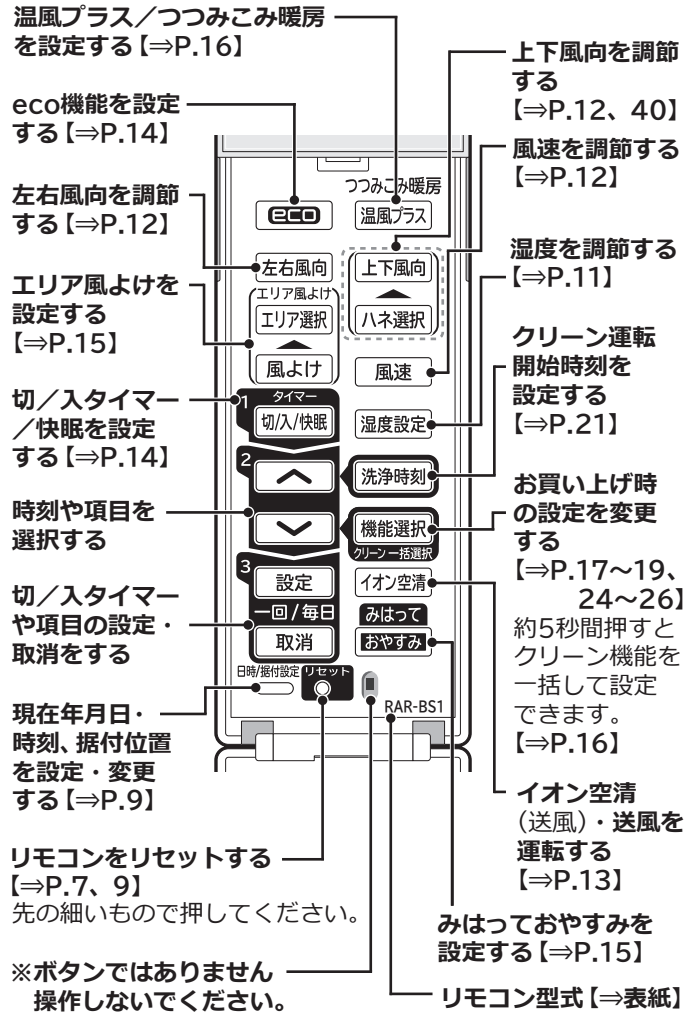 温風プラス／つつみこみ暖房
を設定する【⇒P.16】
eco機能を設定
する【⇒P.14】
左右風向を調節
する【⇒P.12】
エリア風よけを
設定する
【⇒P.15】
切／入タイマー
／快眠を設定
する【⇒P.14】
時刻や項目を
選択する
切／入タイマー
や項目の設定・
取消をする
現在年月日・
時刻、据付位置
を設定・変更
する【⇒P.9】
リモコンをリセットする
【⇒P.7、9】
先の細いもので押してください。
※ボタンではありません
操作しないでください。
つつみこみ暖房
eco
温風プラス
左右風向
上下風向
エリア風よけ
エリア選択
ハネ選択
風よけ
風速
1
タイマー
切/入/快眠
湿度設定
2
洗浄時刻
機能選択
クリーン一括選択
3
設定
イオン空清
一回/毎日
みはって
取消
おやすみ
日時/据付設定
リセット
RAR-BS1
上下風向を調節
する
【⇒P.12、40】
風速を調節する
【⇒P.12】
湿度を調節する
【⇒P.11】
クリーン運転
開始時刻を
設定する
【⇒P.21】
お買い上げ時
の設定を変更
する
【⇒P.17～19、
24～26】
約5秒間押すと
クリーン機能を
一括して設定
できます。
【⇒P.16】
イオン空清
（送風）・送風を
運転する
【⇒P.13】
みはっておやすみを
設定する【⇒P.15】
リモコン型式【⇒表紙】